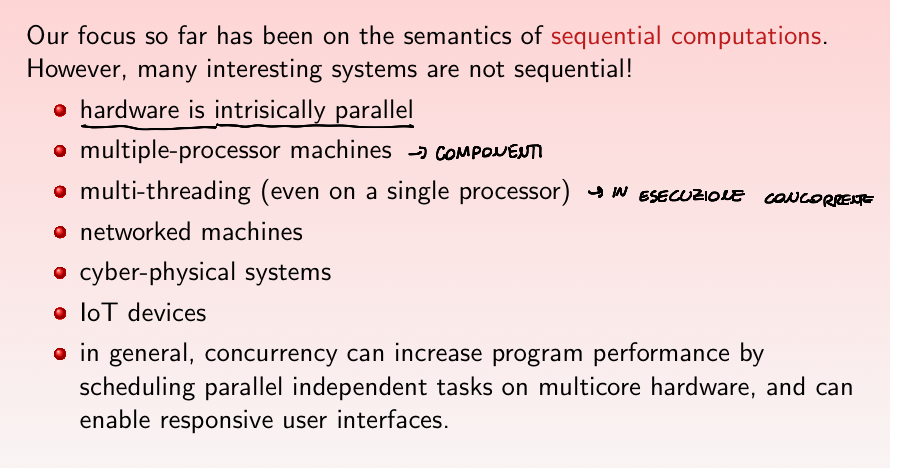 Our focus so far has been on the semantics of sequential computations.
However, many interesting systems are not sequential!
hardware is intrisically parallel
multiple-processor machines → COMPONENTI
multi-threading (even on a single processor) → IN ESECUZIONE CONCORRENTE
networked machines
cyber-physical systems
IoT devices
in general, concurrency can increase program performance by
scheduling parallel independent tasks on multicore hardware, and can
enable responsive user interfaces.